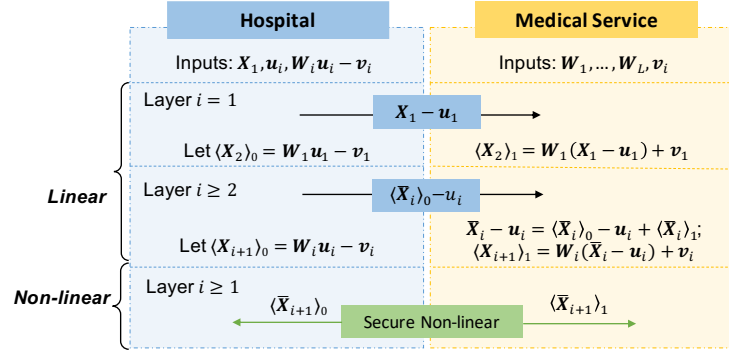 Hospital
Medical Service
Inputs: X₁, uᵢ, Wᵢuᵢ − vᵢ
Inputs: W₁, ..., W_L, vᵢ
Linear
Layer i = 1
X₁ − u₁
Let ⟨X₂⟩₀ = W₁u₁ − v₁
⟨X₂⟩₁ = W₁(X₁ − u₁) + v₁
Layer i ≥ 2
⟨X̅ᵢ⟩₀ − uᵢ
X̅ᵢ − uᵢ = ⟨X̅ᵢ⟩₀ − uᵢ + ⟨X̅ᵢ⟩₁;
Let ⟨Xᵢ₊₁⟩₀ = Wᵢuᵢ − vᵢ
⟨Xᵢ₊₁⟩₁ = Wᵢ(X̅ᵢ − uᵢ) + vᵢ
Non-linear
Layer i ≥ 1
⟨X̅ᵢ₊₁⟩₀
⟨X̅ᵢ₊₁⟩₁
Secure Non-linear